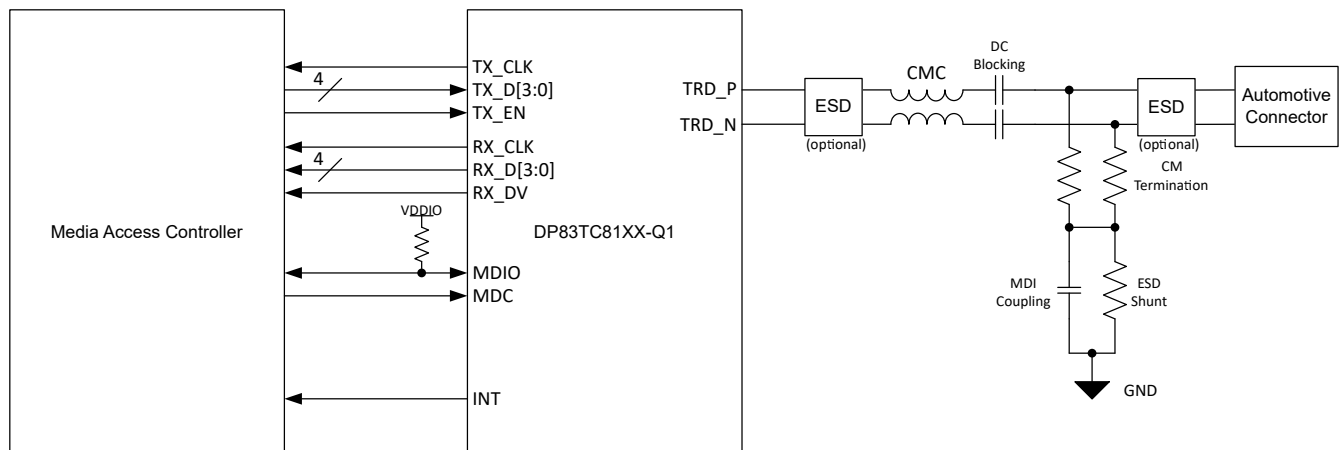 Media Access Controller
4
4
VDDIO
TX_CLK
TX_D[3:0]
TX_EN
RX_CLK
RX_D[3:0]
RX_DV
DP83TC81XX-Q1
MDIO
MDC
INT
TRD_P
TRD_N
ESD
(optional)
CMC
DC
Blocking
ESD
(optional)
CM
Termination
Automotive
Connector
MDI
Coupling
ESD
Shunt
GND